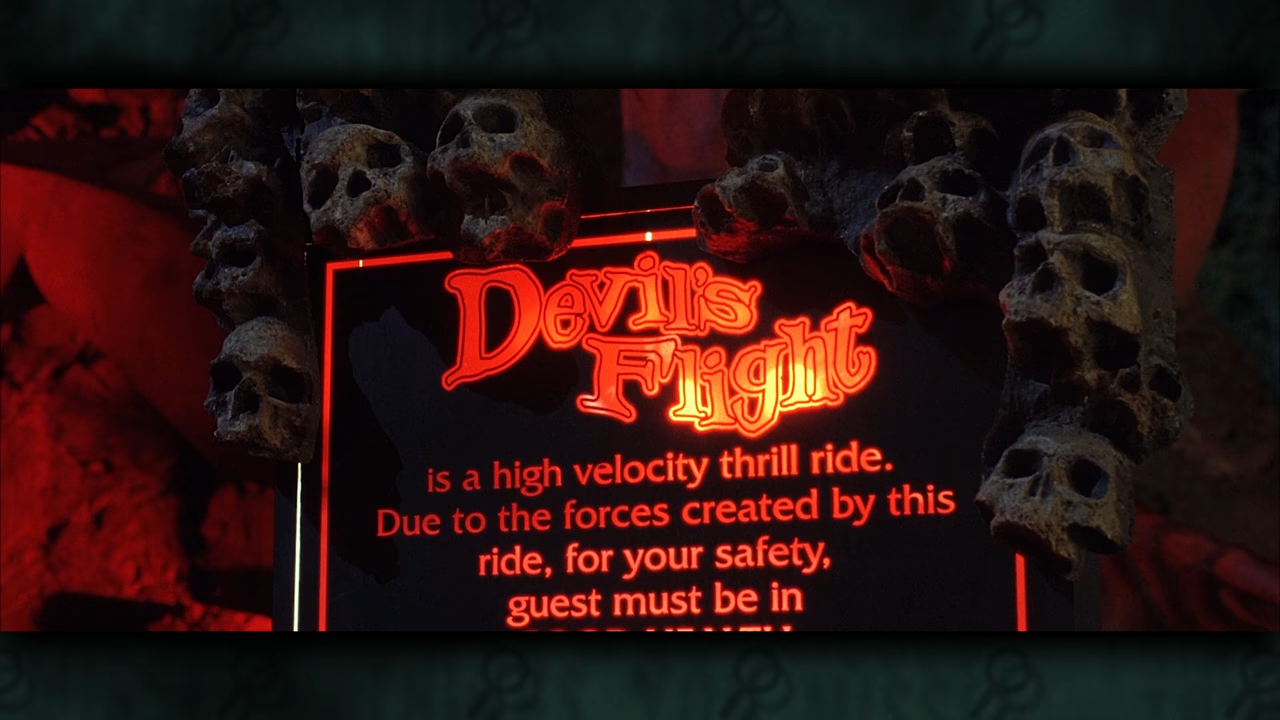 Devil's
Flight
is a high velocity thrill ride.
Due to the forces created by this
ride, for your safety,
guest must be in